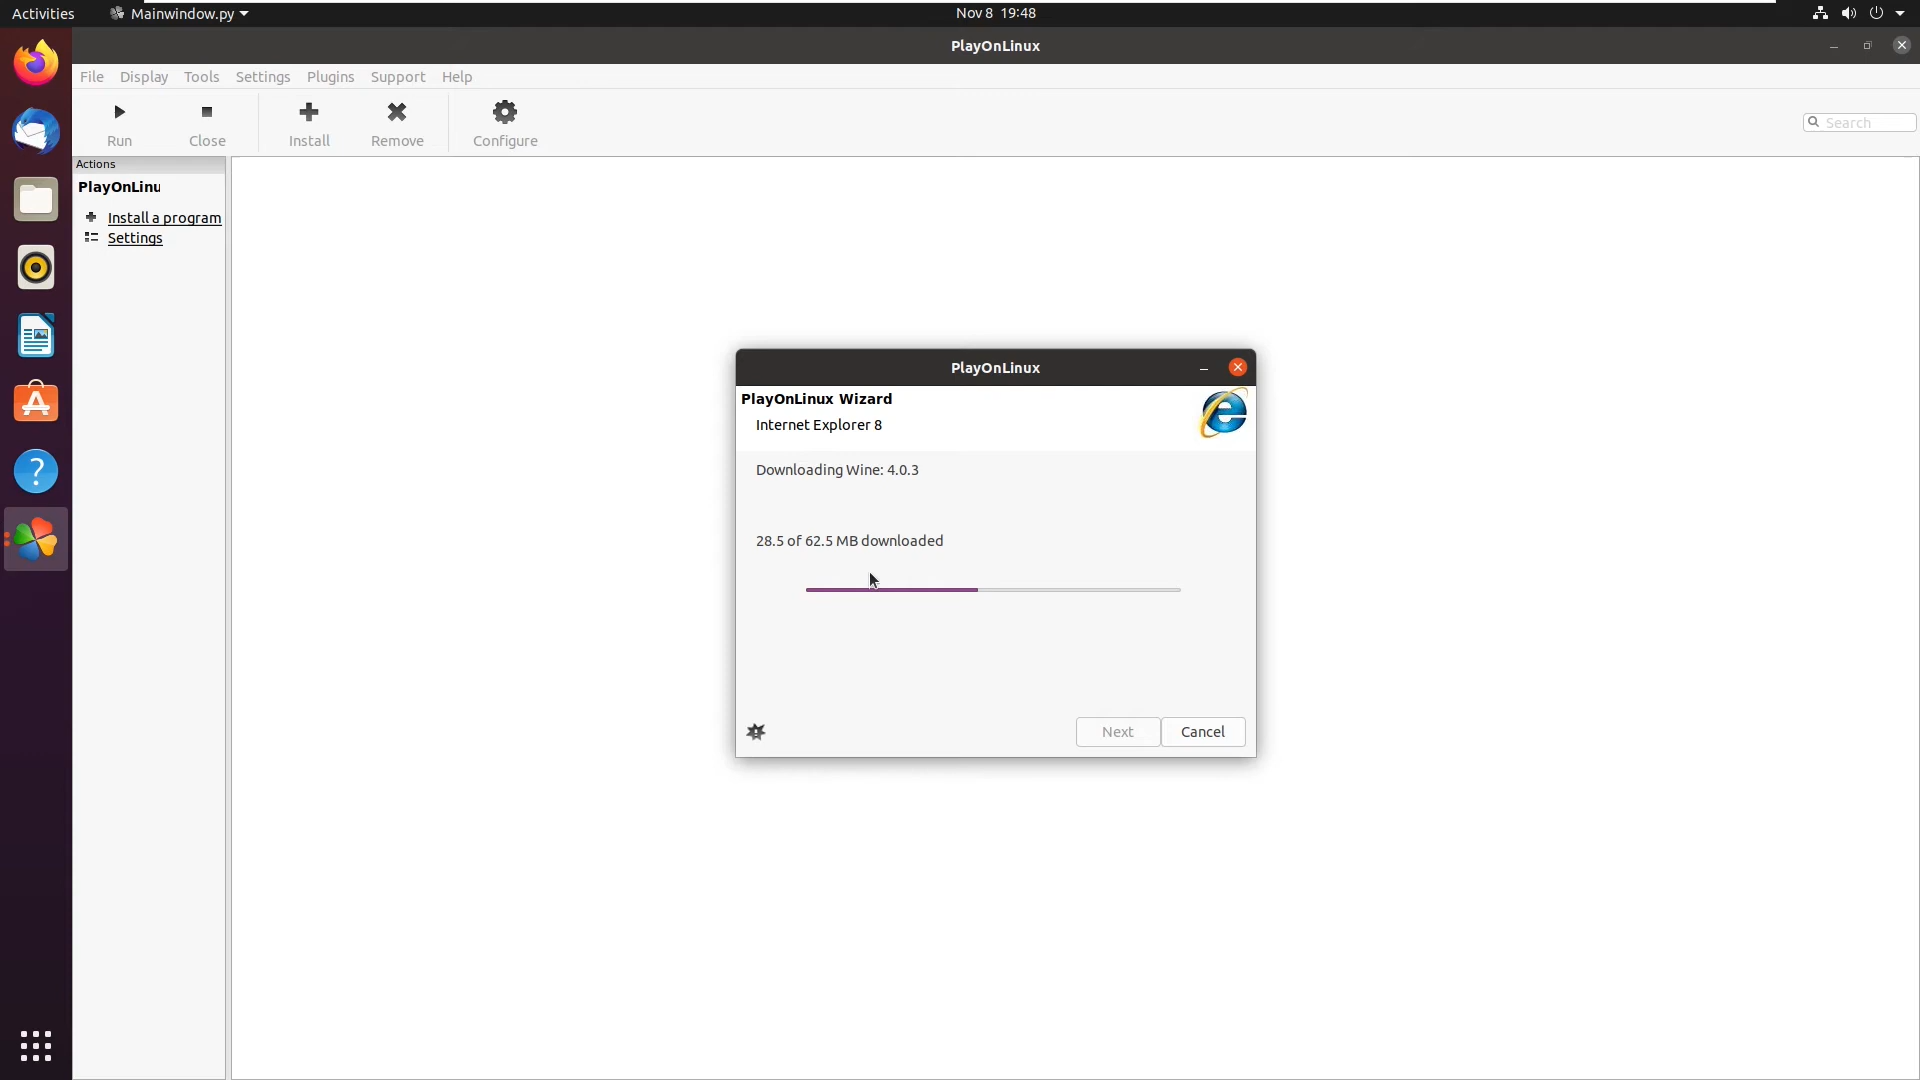 Activities Mainwindow.py Nov 8 19:48
PlayOnLinux
File Display Tools Settings Plugins Support Help
Run Close Install Remove Configure Search
Actions
PlayOnLinu
Install a program
Settings
PlayOnLinux
PlayOnLinux Wizard
Internet Explorer 8
Downloading Wine: 4.0.3
28.5 of 62.5 MB downloaded
Next Cancel